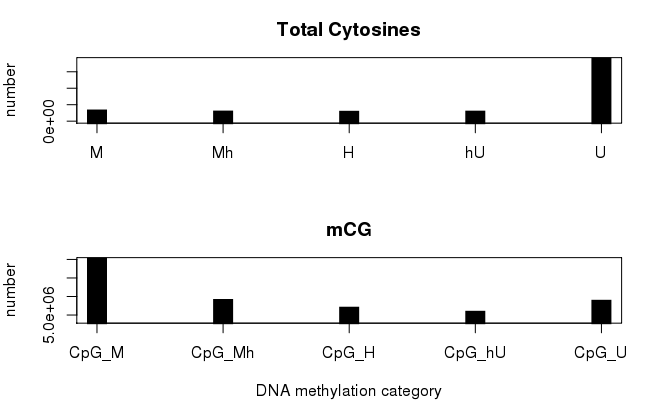 Total Cytosines
number
0e+00
M Mh H hU U
mCG
number
5.0e+06
CpG_M CpG_Mh CpG_H CpG_hU CpG_U
DNA methylation category